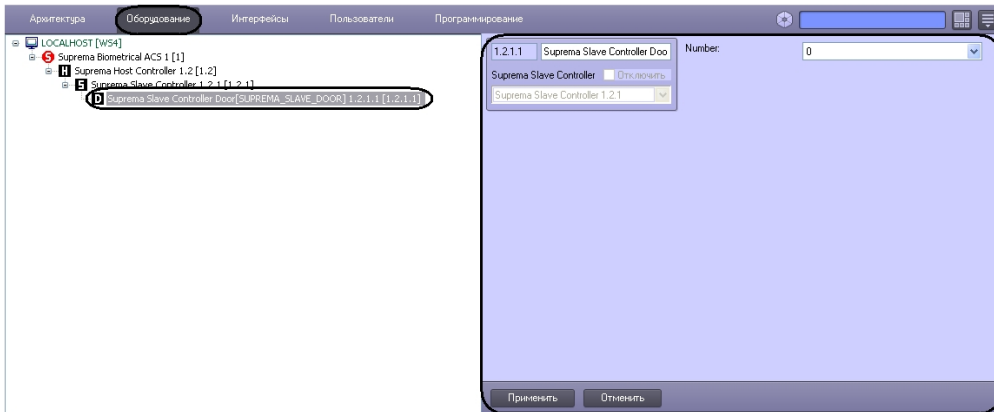 Архитектура Оборудование Интерфейсы Пользователи Программирование
LOCALHOST [WS4]
S Suprema Biometrical ACS 1 [1]
H Suprema Host Controller 1.2 [1.2]
S Suprema Slave Controller 1.2.1 [1.2.1]
D Suprema Slave Controller Door[SUPREMA_SLAVE_DOOR] 1.2.1.1 [1.2.1.1]
1.2.1.1 Suprema Slave Controller Doo
Suprema Slave Controller Отключить
Suprema Slave Controller 1.2.1
Number: 0
Применить Отменить